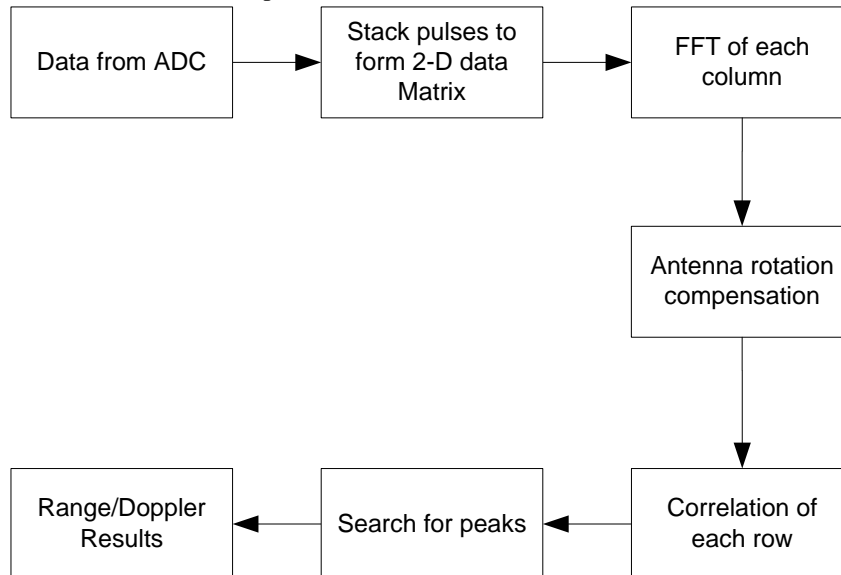 Data from ADC
Stack pulses to
form 2-D data
Matrix
FFT of each
column
Antenna rotation
compensation
Correlation of
each row
Search for peaks
Range/Doppler
Results